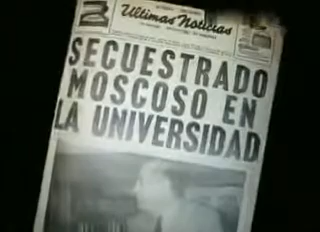 Ultimas Noticias
SECUESTRADO
MOSCOSO EN
LA UNIVERSIDAD